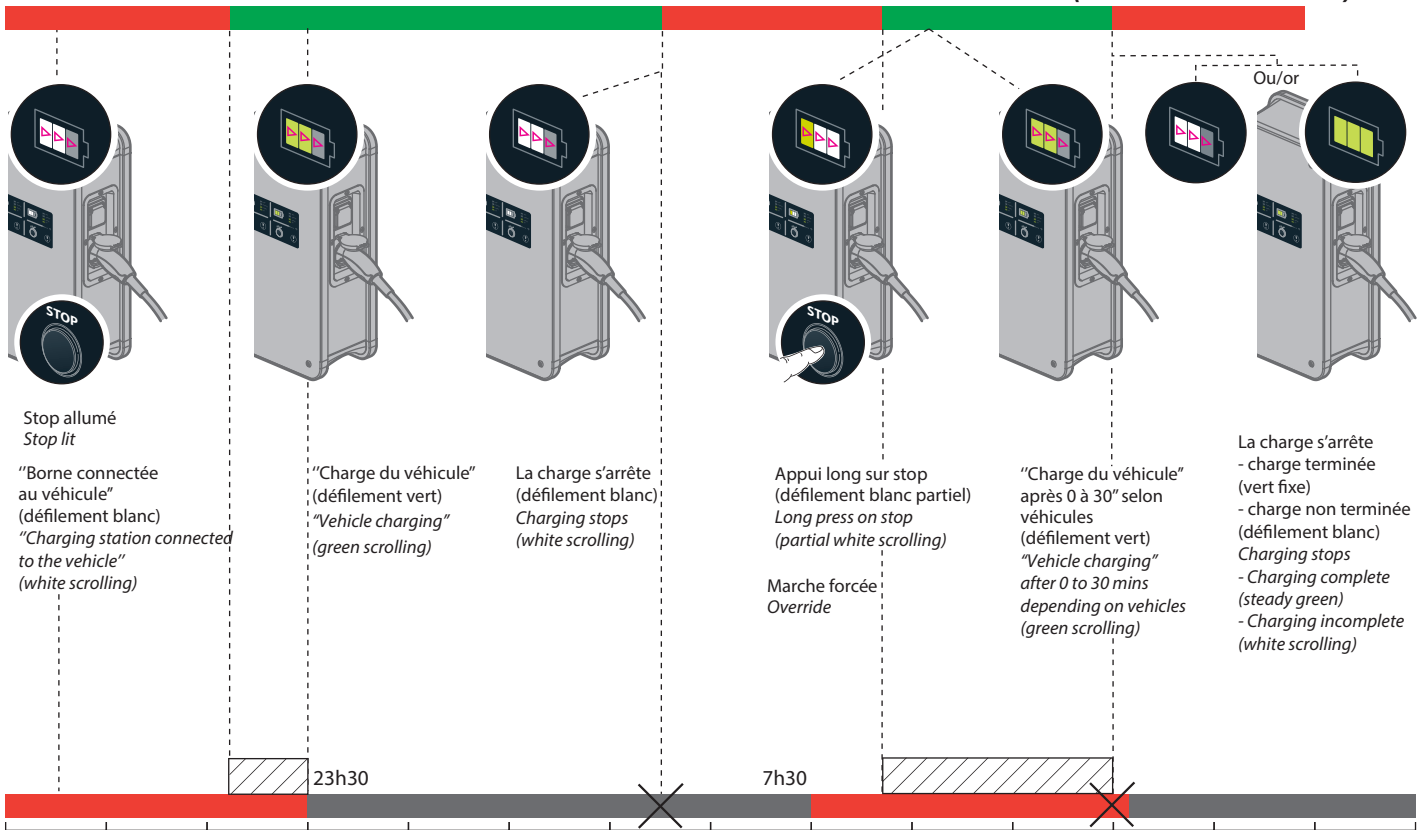 Ou/or
STOP
STOP
Stop allumé
Stop lit
‘’Borne connectée
au véhicule’’
(défilement blanc)
‘’Charging station connected
to the vehicle’’
(white scrolling)
‘’Charge du véhicule’’
(défilement vert)
‘’Vehicle charging’’
(green scrolling)
La charge s’arrête
(défilement blanc)
Charging stops
(white scrolling)
Appui long sur stop
(défilement blanc partiel)
Long press on stop
(partial white scrolling)
Marche forcée
Override
‘’Charge du véhicule’’
après 0 à 30’’ selon
véhicules
(défilement vert)
‘’Vehicle charging’’
after 0 to 30 mins
depending on vehicles
(green scrolling)
La charge s’arrête
- charge terminée
(vert fixe)
- charge non terminée
(défilement blanc)
Charging stops
- Charging complete
(steady green)
- Charging incomplete
(white scrolling)
23h30
7h30